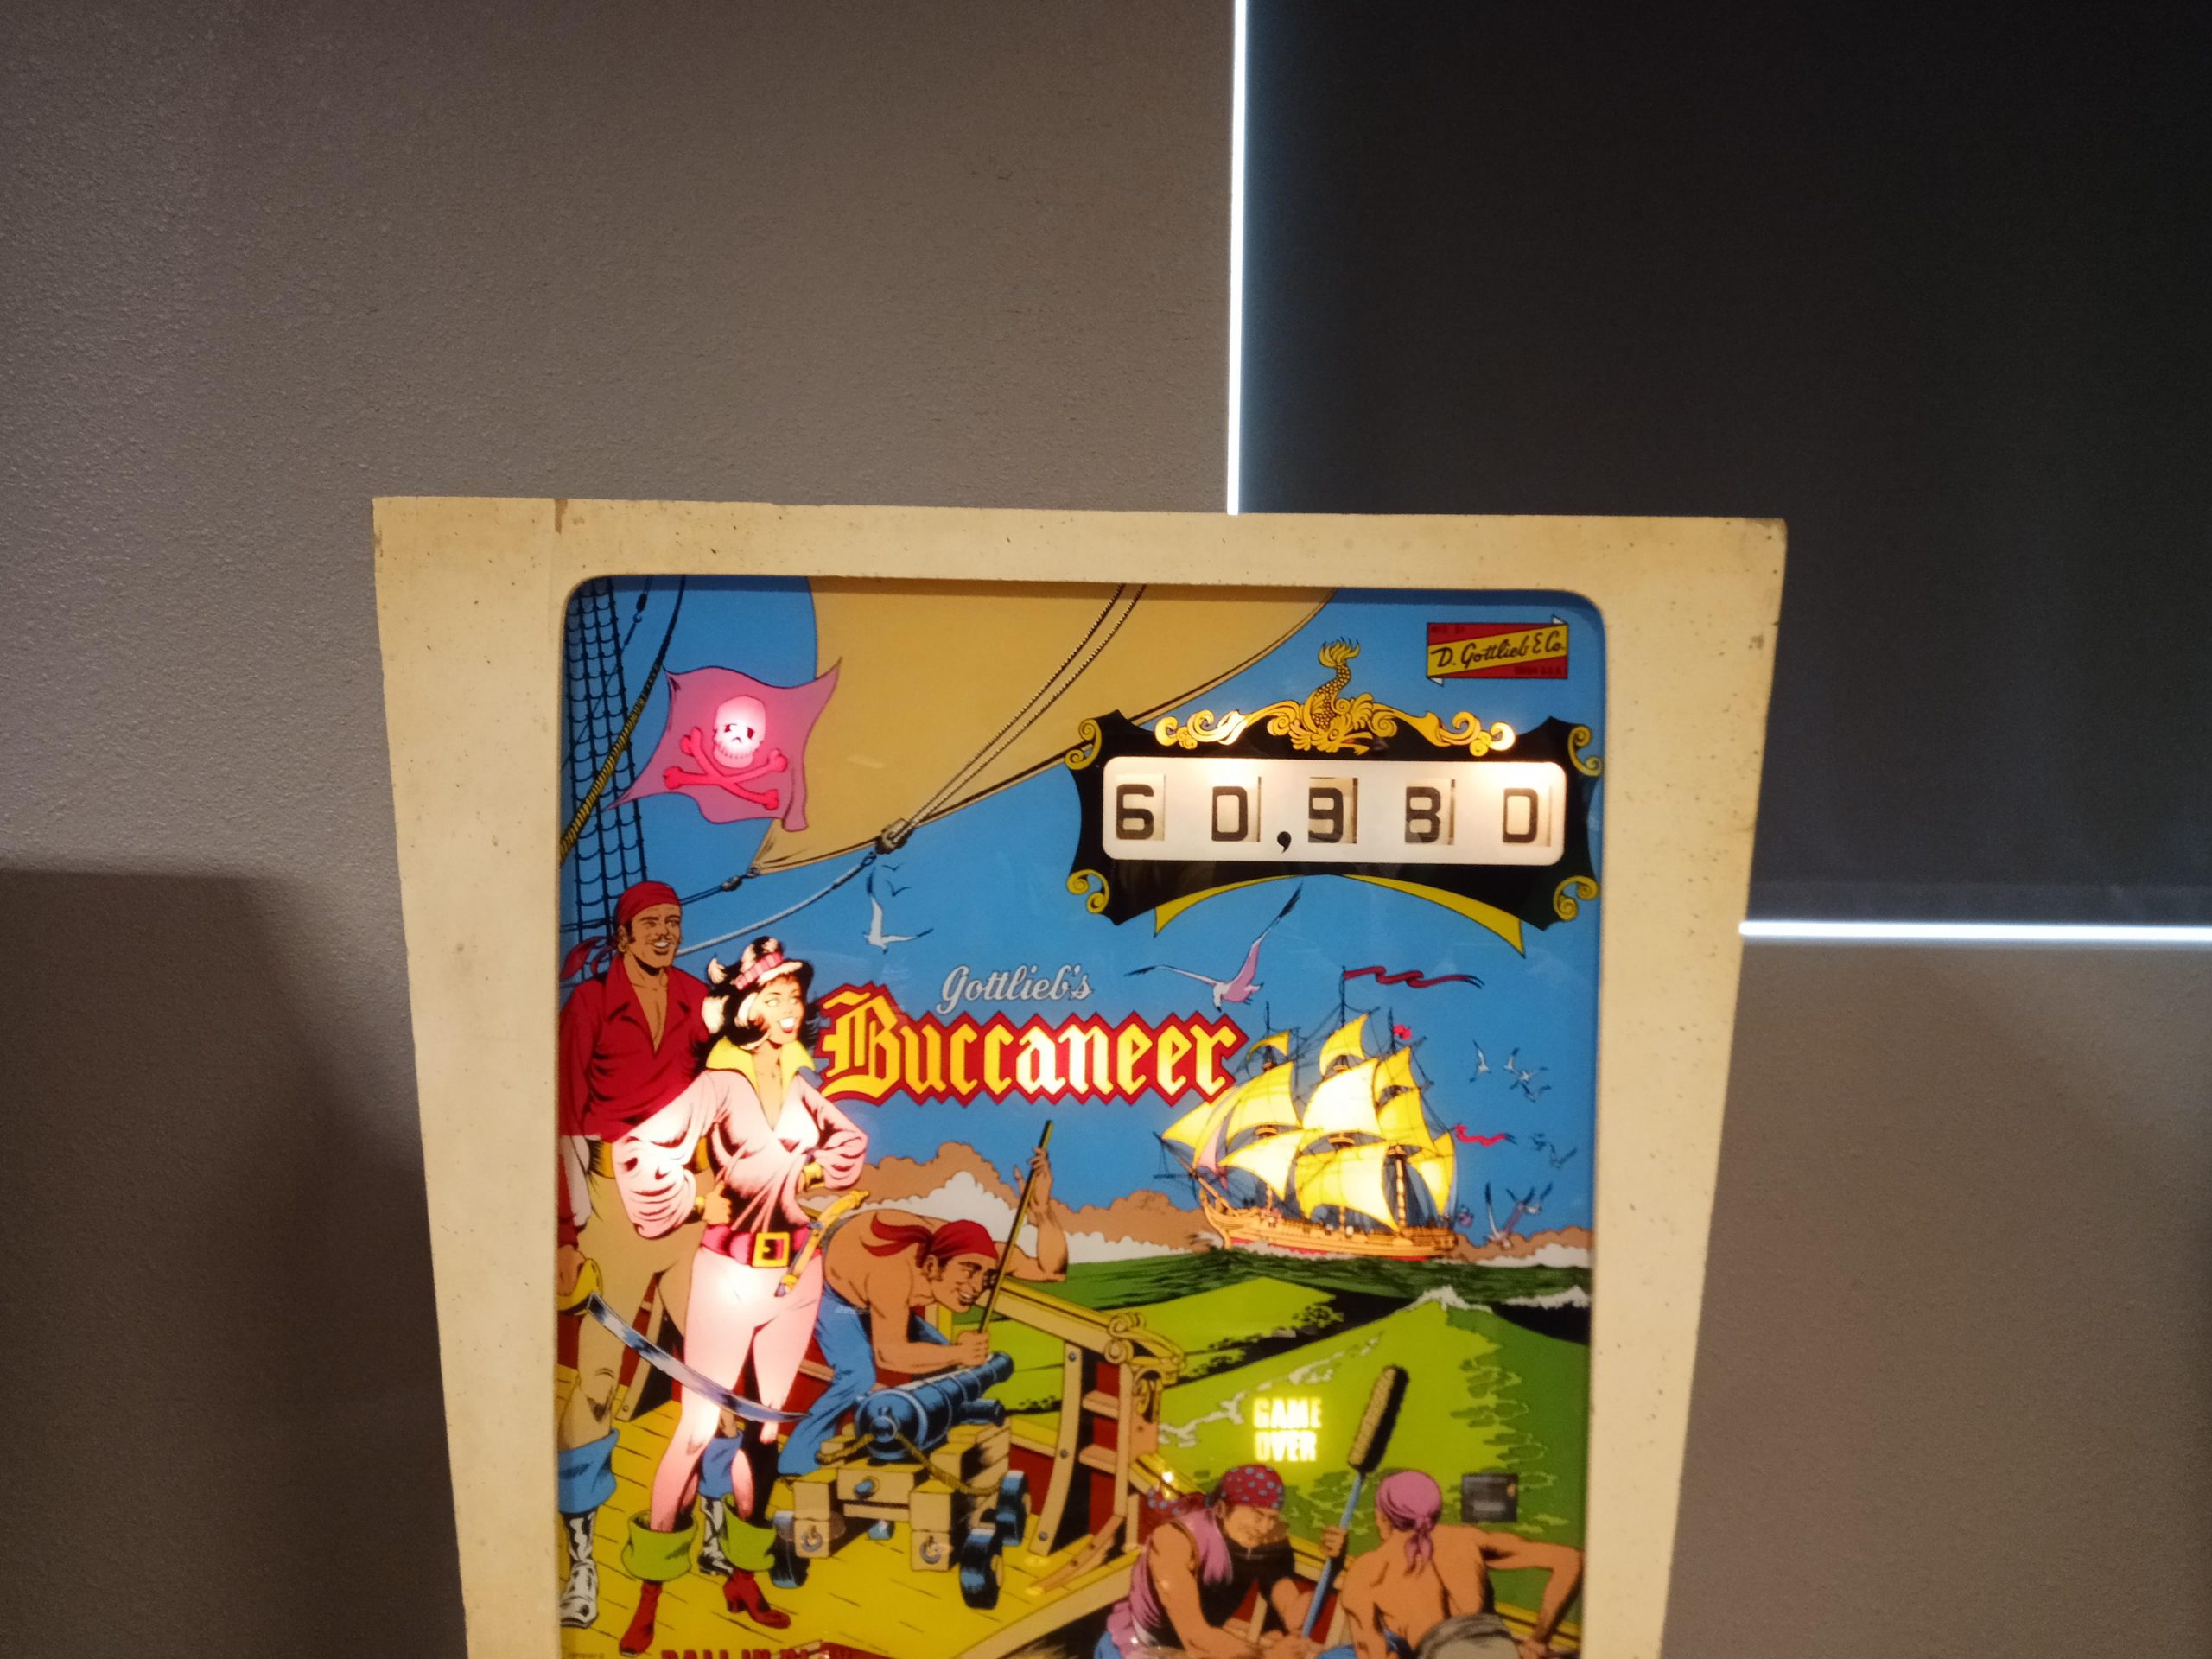 D. Gottlieb & Co.
60,980
Gottlieb's
Buccaneer
GAME
OVER